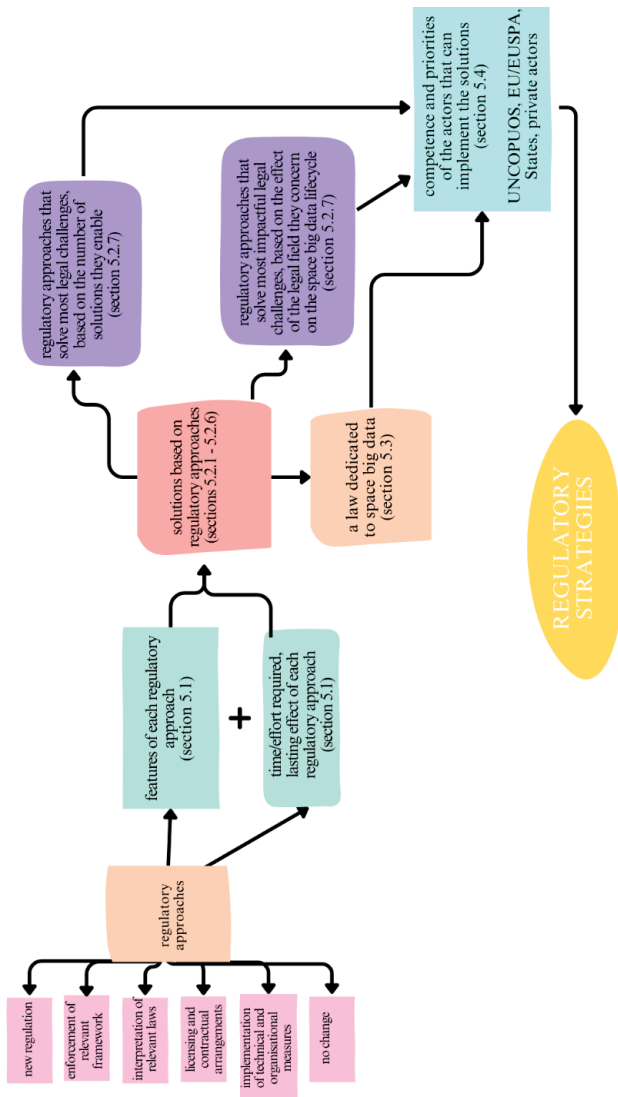 new regulation
enforcement of
relevant
framework
interpretation of
relevant laws
licensing and
contractual
arrangements
implementation
of technical and
organisational
measures
no change
regulatory
approaches
features of each regulatory
approach
(section 5.1)
+
time/effort required,
lasting effect of each
regulatory approach
(section 5.1)
solutions based on
regulatory approaches
(sections 5.2.1 - 5.2.6)
regulatory approaches that
solve most legal challenges,
based on the number of
solutions they enable
(section 5.2.7)
regulatory approaches that
solve most impactful legal
challenges, based on the effect
of the legal field they concern
on the space big data lifecycle
(section 5.2.7)
a law dedicated
to space big data
(section 5.3)
competence and priorities
of the actors that can
implement the solutions
(section 5.4)
UNCOPUOS, EU/EUSPA,
States, private actors
REGULATORY
STRATEGIES